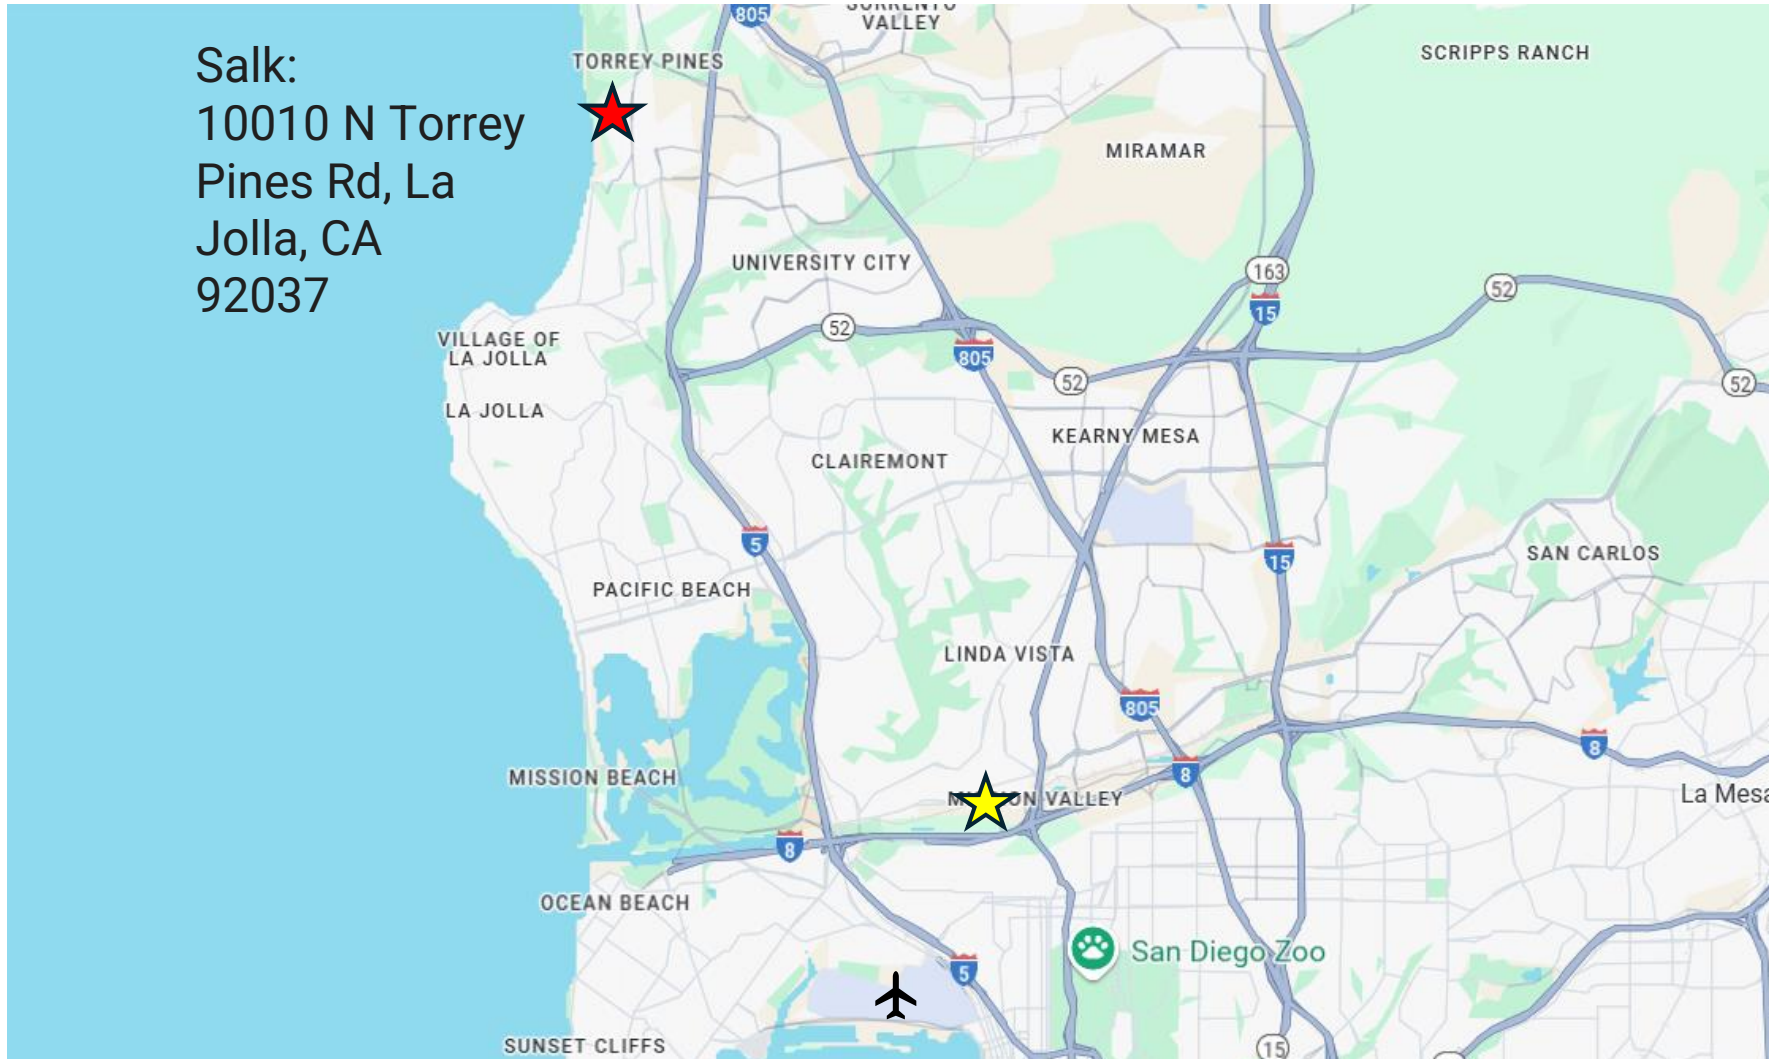 805
SORRENTO
VALLEY
Salk:
10010 N Torrey
Pines Rd, La
Jolla, CA
92037
TORREY PINES
SCRIPPS RANCH
MIRAMAR
UNIVERSITY CITY
163
52
15
52
VILLAGE OF
LA JOLLA
805
52
52
LA JOLLA
KEARNY MESA
CLAIREMONT
5
15
SAN CARLOS
PACIFIC BEACH
LINDA VISTA
805
8
MISSION BEACH
8
La Mesa
VALLEY
8
OCEAN BEACH
San Diego Zoo
5
SUNSET CLIFFS
15